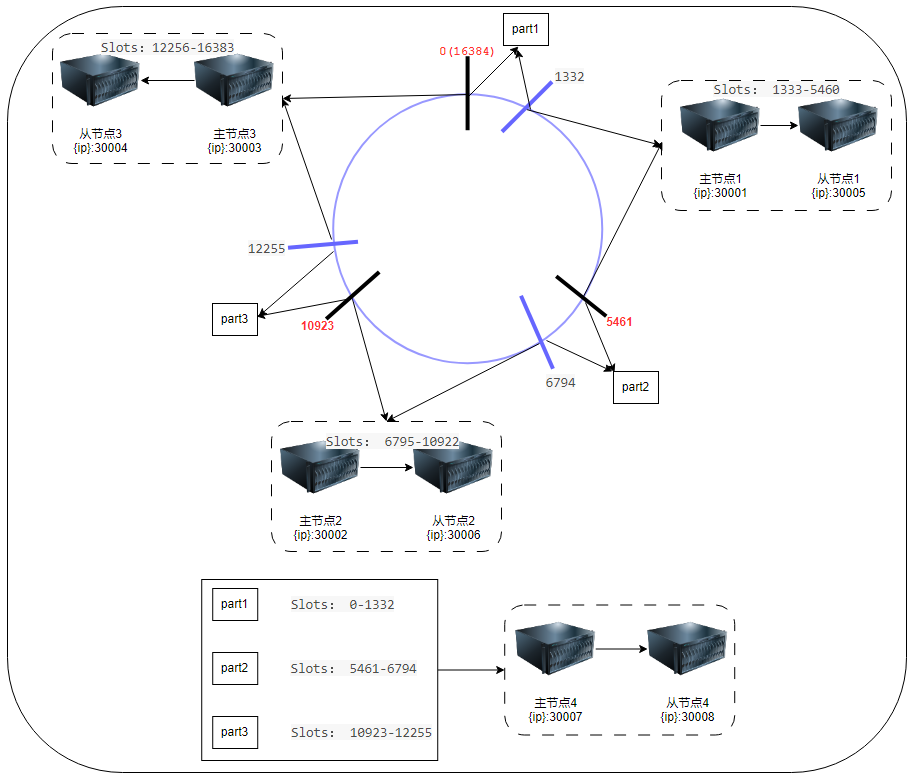 part1
0(16384)
Slots: 12256-16383
1332
Slots: 1333-5460
从节点3
{ip}:30004
主节点3
{ip}:30003
主节点1
{ip}:30001
从节点1
{ip}:30005
12255
part3
10923
5461
6794
part2
Slots: 6795-10922
主节点2
{ip}:30002
从节点2
{ip}:30006
part1 Slots: 0-1332
part2 Slots: 5461-6794
part3 Slots: 10923-12255
主节点4
{ip}:30007
从节点4
{ip}:30008